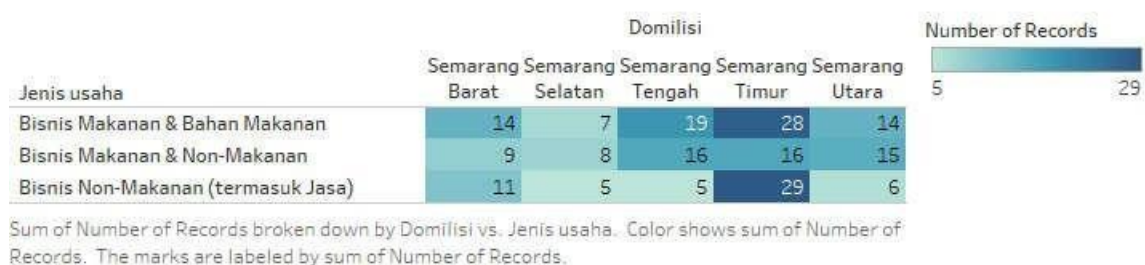 Domilisi
Number of Records
5 29
Jenis usaha Semarang Barat Semarang Selatan Semarang Tengah Semarang Timur Semarang Utara
Bisnis Makanan & Bahan Makanan 14 7 19 28 14
Bisnis Makanan & Non-Makanan 9 8 16 16 15
Bisnis Non-Makanan (termasuk Jasa) 11 5 5 29 6
Sum of Number of Records broken down by Domilisi vs. Jenis usaha. Color shows sum of Number of
Records. The marks are labeled by sum of Number of Records.